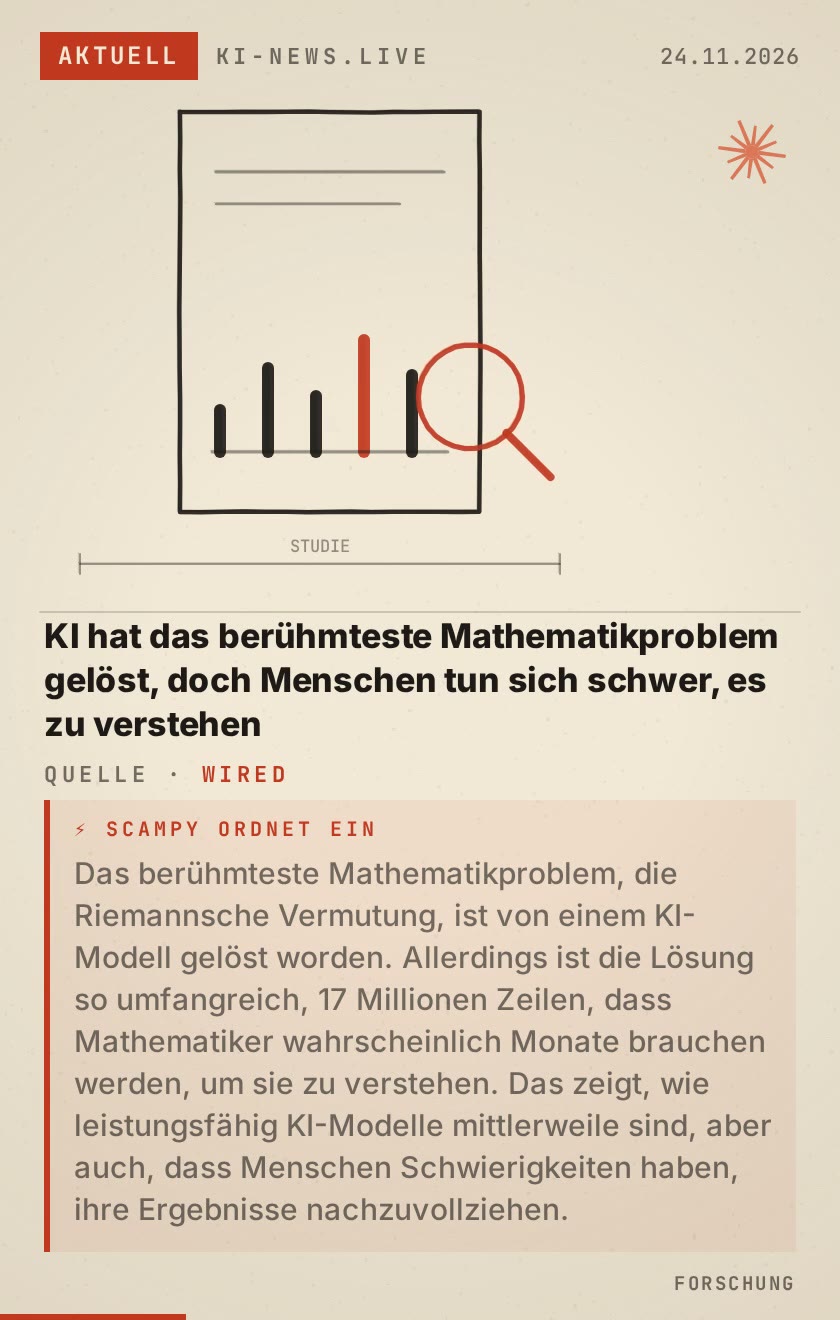 AKTUELL KI-NEWS.LIVE 24.11.2026
STUDIE
KI hat das berühmteste Mathematikproblem
gelöst, doch Menschen tun sich schwer, es
zu verstehen
QUELLE · WIRED
⚡ SCAMPY ORDNET EIN
Das berühmteste Mathematikproblem, die
Riemannsche Vermutung, ist von einem KI-
Modell gelöst worden. Allerdings ist die Lösung
so umfangreich, 17 Millionen Zeilen, dass
Mathematiker wahrscheinlich Monate brauchen
werden, um sie zu verstehen. Das zeigt, wie
leistungsfähig KI-Modelle mittlerweile sind, aber
auch, dass Menschen Schwierigkeiten haben,
ihre Ergebnisse nachzuvollziehen.
FORSCHUNG